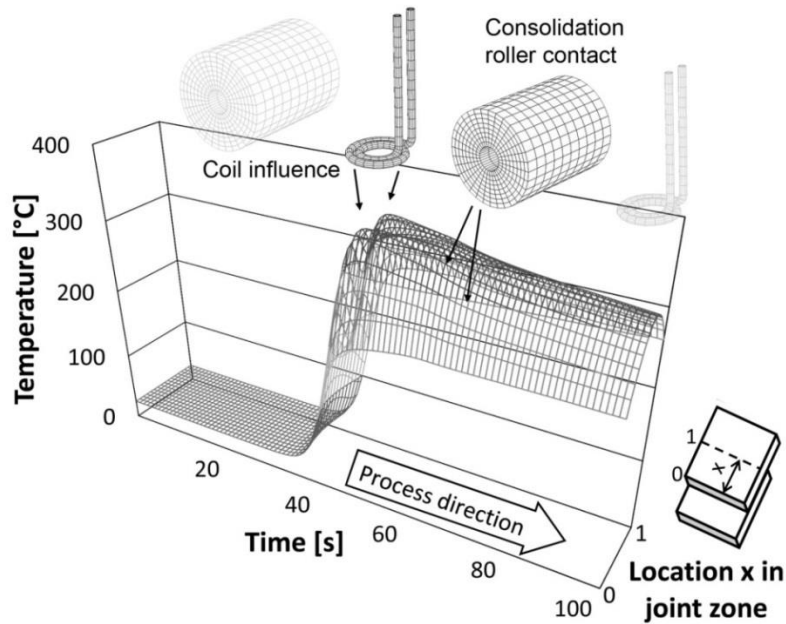 Consolidation
roller contact
Coil influence
Temperature [°C]
400
300
200
100
0
20
40
60
80
100
Time [s]
Process direction
0
1
Location x in
joint zone
1
0
x